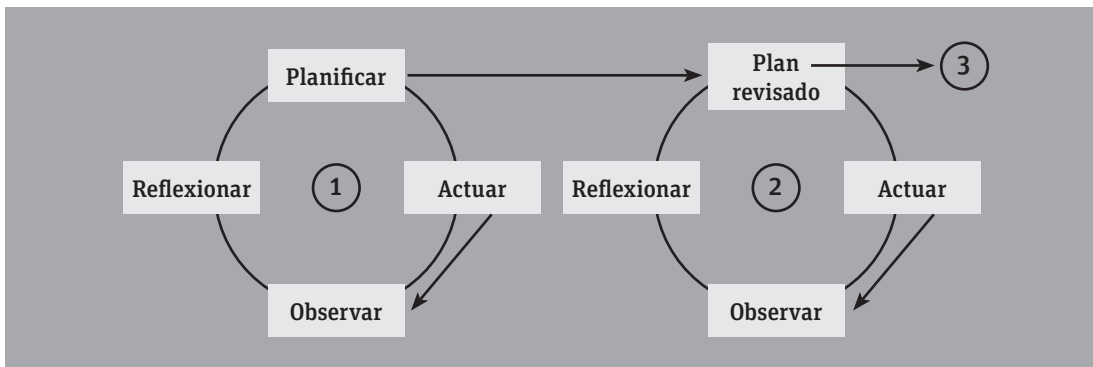 Planificar
Plan
revisado
3
Reflexionar
1
Actuar
Reflexionar
2
Actuar
Observar
Observar